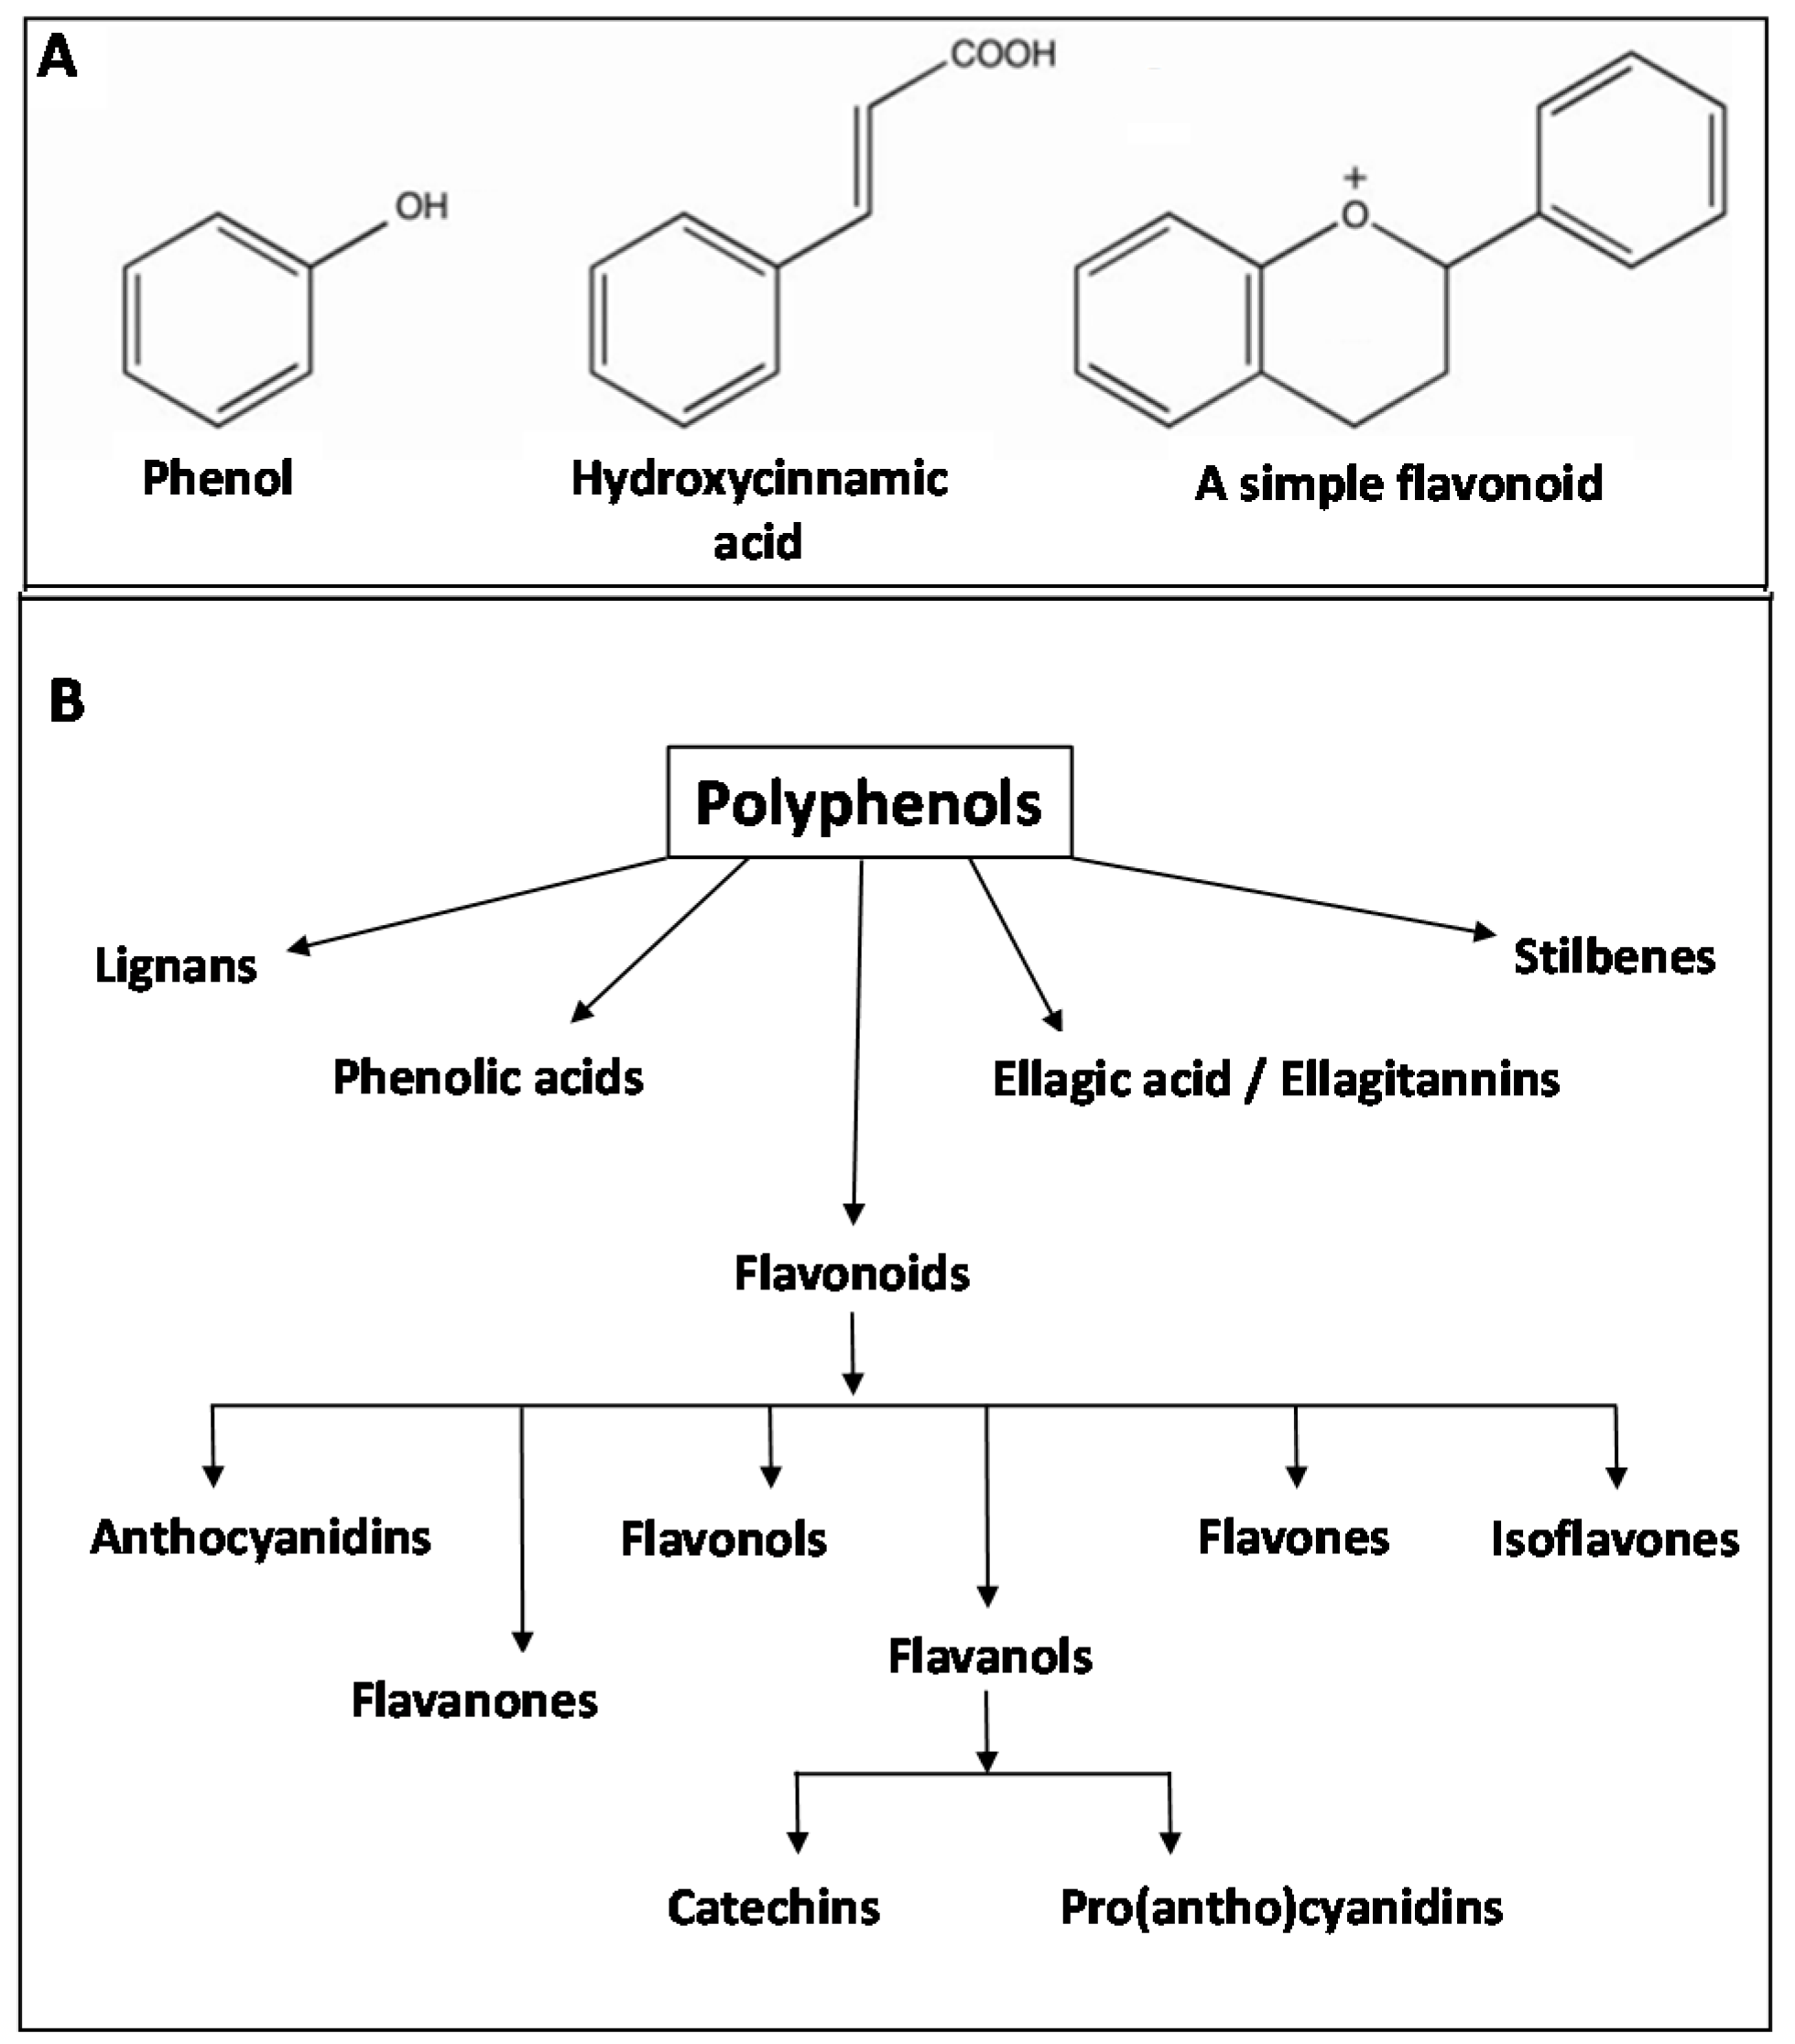 A
COOH
OH
+
O
Phenol
Hydroxycinnamic
acid
A simple flavonoid
B
Polyphenols
Lignans
Stilbenes
Phenolic acids
Ellagic acid / Ellagitannins
Flavonoids
Anthocyanidins
Flavonols
Flavones
Isoflavones
Flavanols
Flavanones
Catechins
Pro(antho)cyanidins